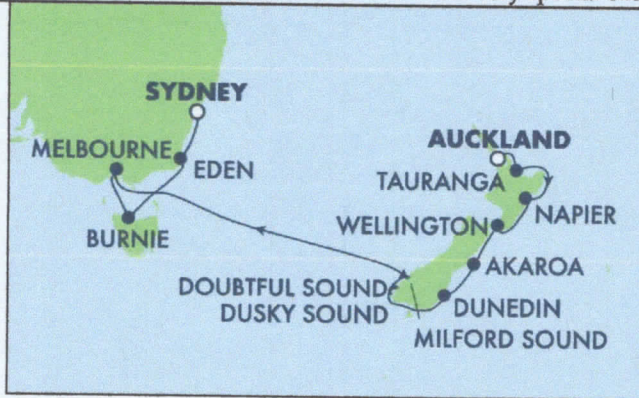 SYDNEY
MELBOURNE
EDEN
BURNIE
AUCKLAND
TAURANGA
NAPIER
WELLINGTON
AKAROA
DOUBTFUL SOUND
DUSKY SOUND
DUNEDIN
MILFORD SOUND